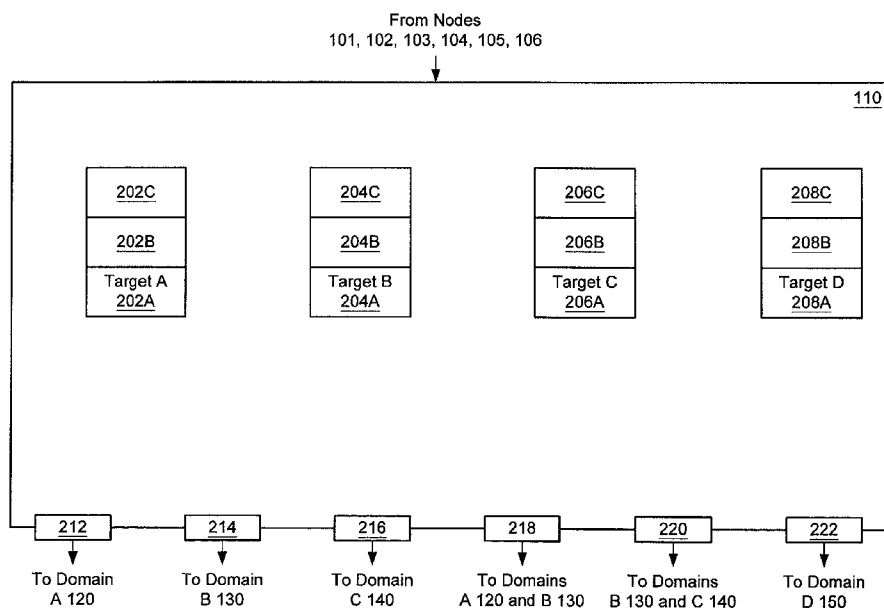 From Nodes
101, 102, 103, 104, 105, 106
110
202C
204C
206C
208C
202B
204B
206B
208B
Target A
202A
Target B
204A
Target C
206A
Target D
208A
212
214
216
218
220
222
To Domain
A 120
To Domain
B 130
To Domain
C 140
To Domains
A 120 and B 130
To Domains
B 130 and C 140
To Domain
D 150